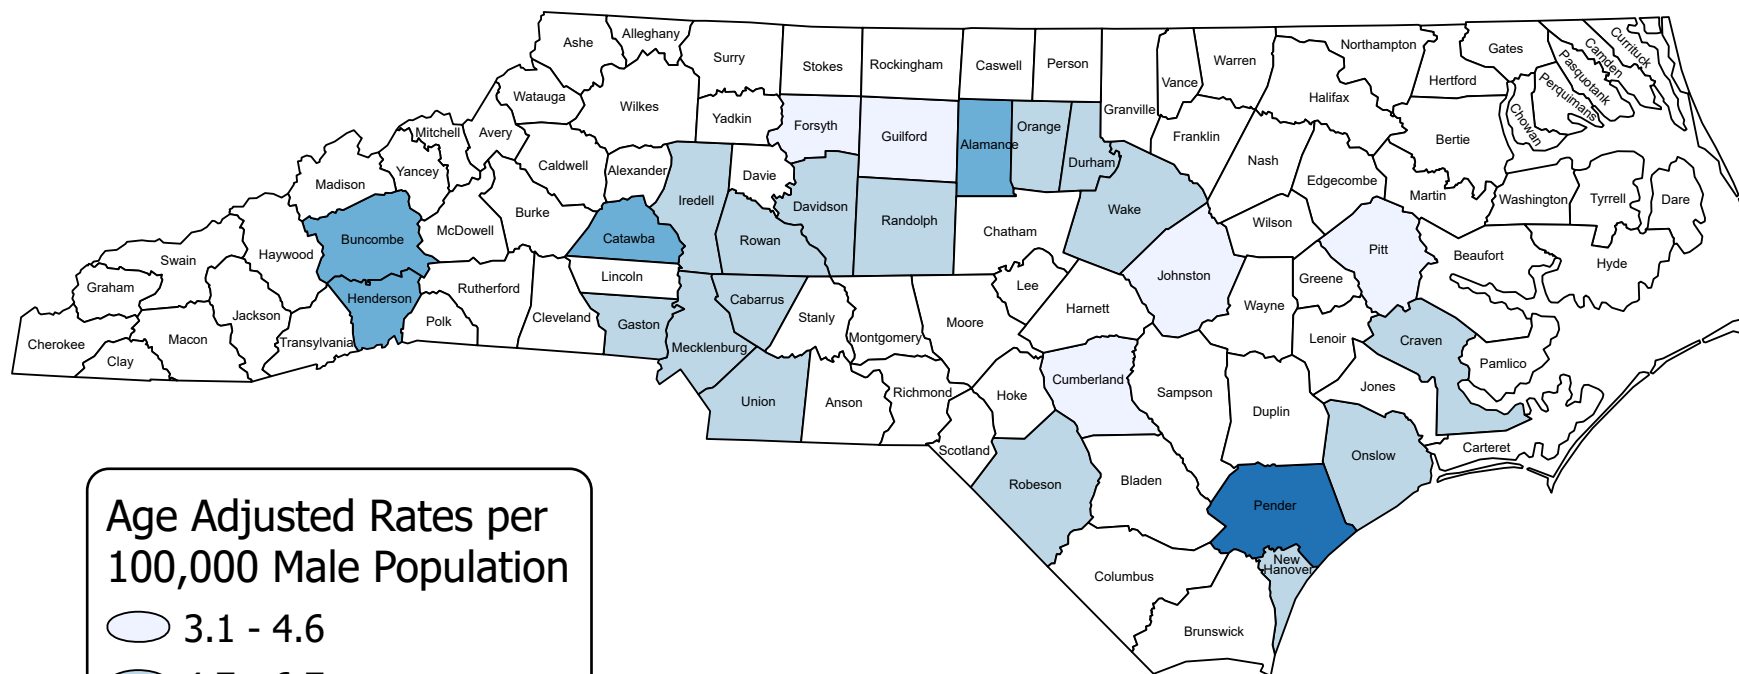 Ashe
Alleghany
Surry
Stokes
Rockingham
Caswell
Person
Granville
Vance
Warren
Northampton
Halifax
Hertford
Gates
Currituck
Camden
Pasquotank
Perquimans
Chowan
Bertie
Watauga
Wilkes
Yadkin
Forsyth
Guilford
Alamance
Orange
Durham
Franklin
Nash
Edgecombe
Martin
Washington
Tyrrell
Dare
Mitchell
Avery
Caldwell
Alexander
Davie
Iredell
Madison
Yancey
Burke
McDowell
Buncombe
Catawba
Rowan
Davidson
Randolph
Chatham
Wake
Wilson
Pitt
Beaufort
Hyde
Swain
Haywood
Graham
Henderson
Rutherford
Lincoln
Cabarrus
Lee
Johnston
Greene
Wayne
Harnett
Cherokee
Clay
Macon
Jackson
Transylvania
Polk
Cleveland
Gaston
Mecklenburg
Stanly
Montgomery
Moore
Lenoir
Craven
Pamlico
Jones
Union
Anson
Richmond
Hoke
Cumberland
Sampson
Duplin
Scotland
Robeson
Bladen
Onslow
Carteret
Pender
New
Hanover
Columbus
Brunswick
Age Adjusted Rates per
100,000 Male Population
3.1 - 4.6